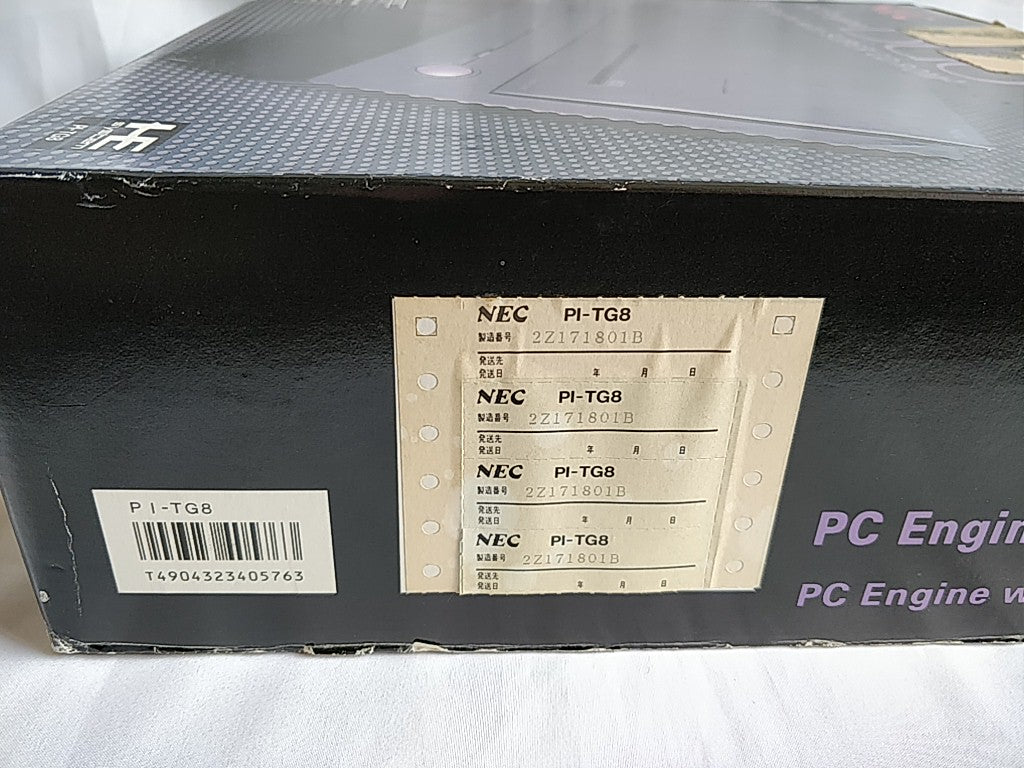 HE
PI-TG8
NEC PI-TG8
製造番号 2Z171801B
発送先
発送日 年 月 日
NEC PI-TG8
製造番号 2Z171801B
発送先
発送日 年 月 日
NEC PI-TG8
製造番号 2Z171801B
発送先
発送日 年 月 日
NEC PI-TG8
製造番号 2Z171801B
発送先
発送日 年 月 日
PI-TG8
T4904323405763
PC Engin
PC Engine w